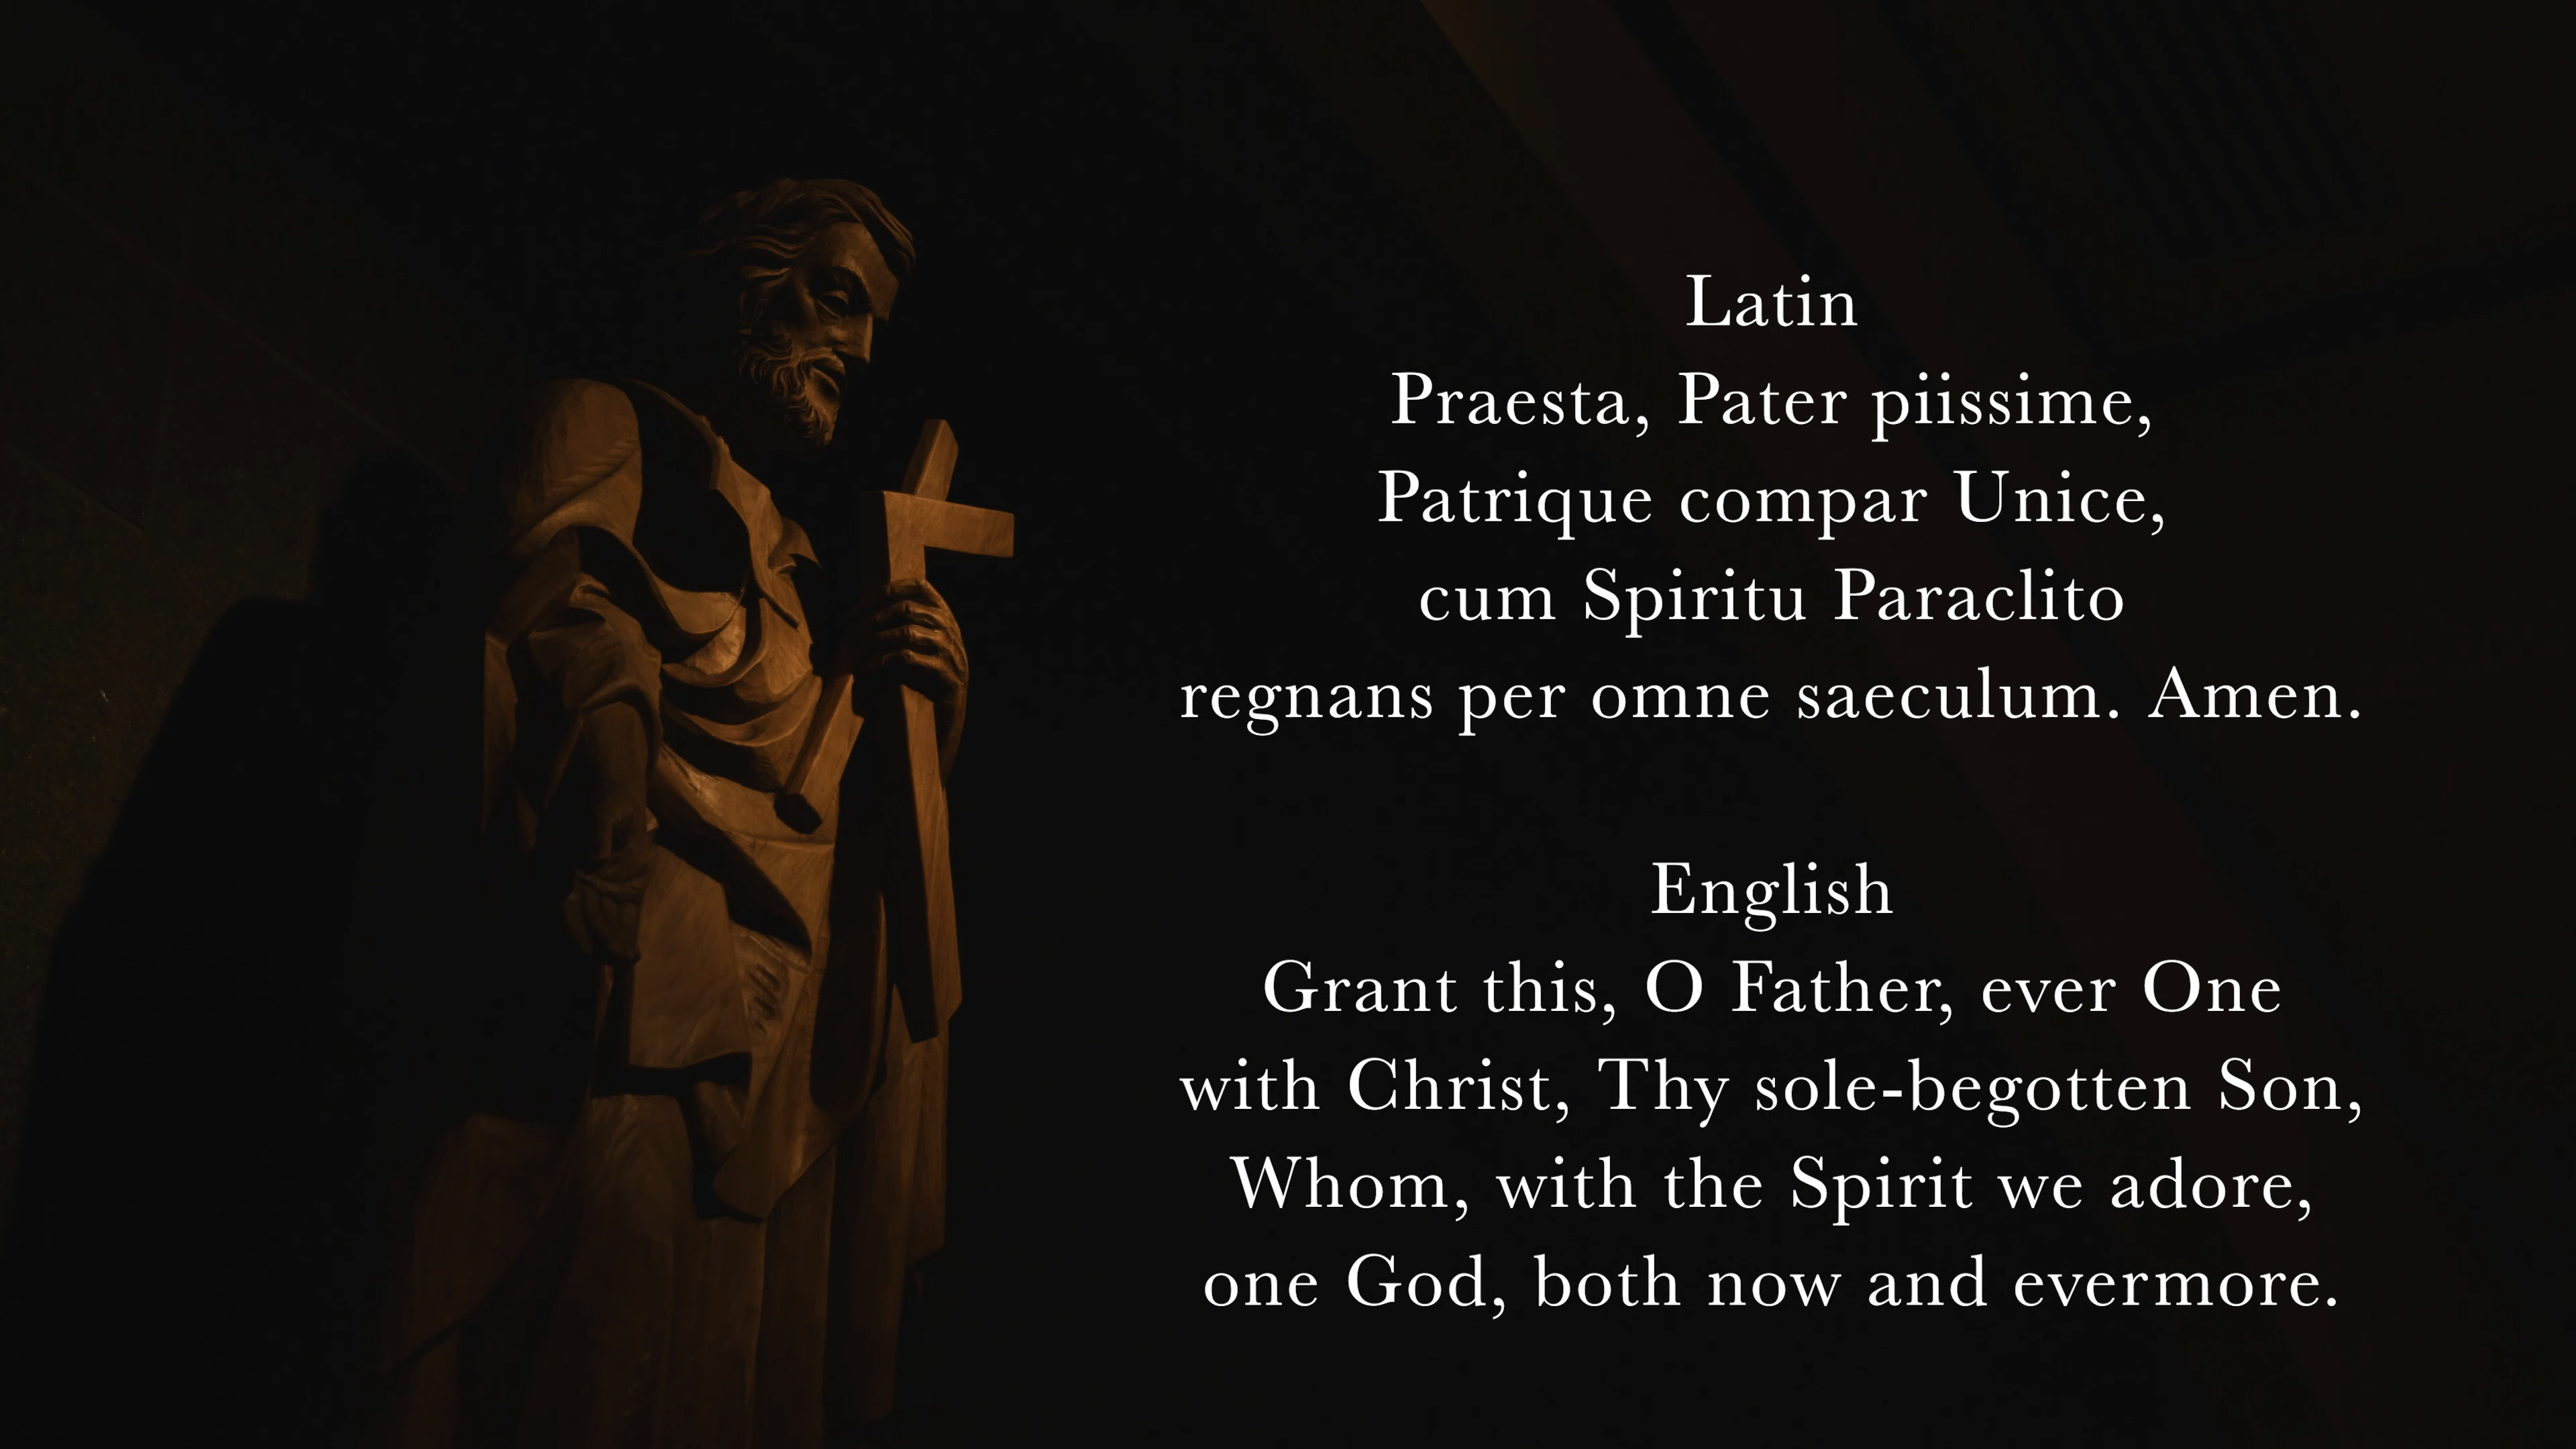 Latin
Praesta, Pater piissime,
Patrique compar Unice,
cum Spiritu Paraclito
regnans per omne saeculum. Amen.
English
Grant this, O Father, ever One
with Christ, Thy sole-begotten Son,
Whom, with the Spirit we adore,
one God, both now and evermore.